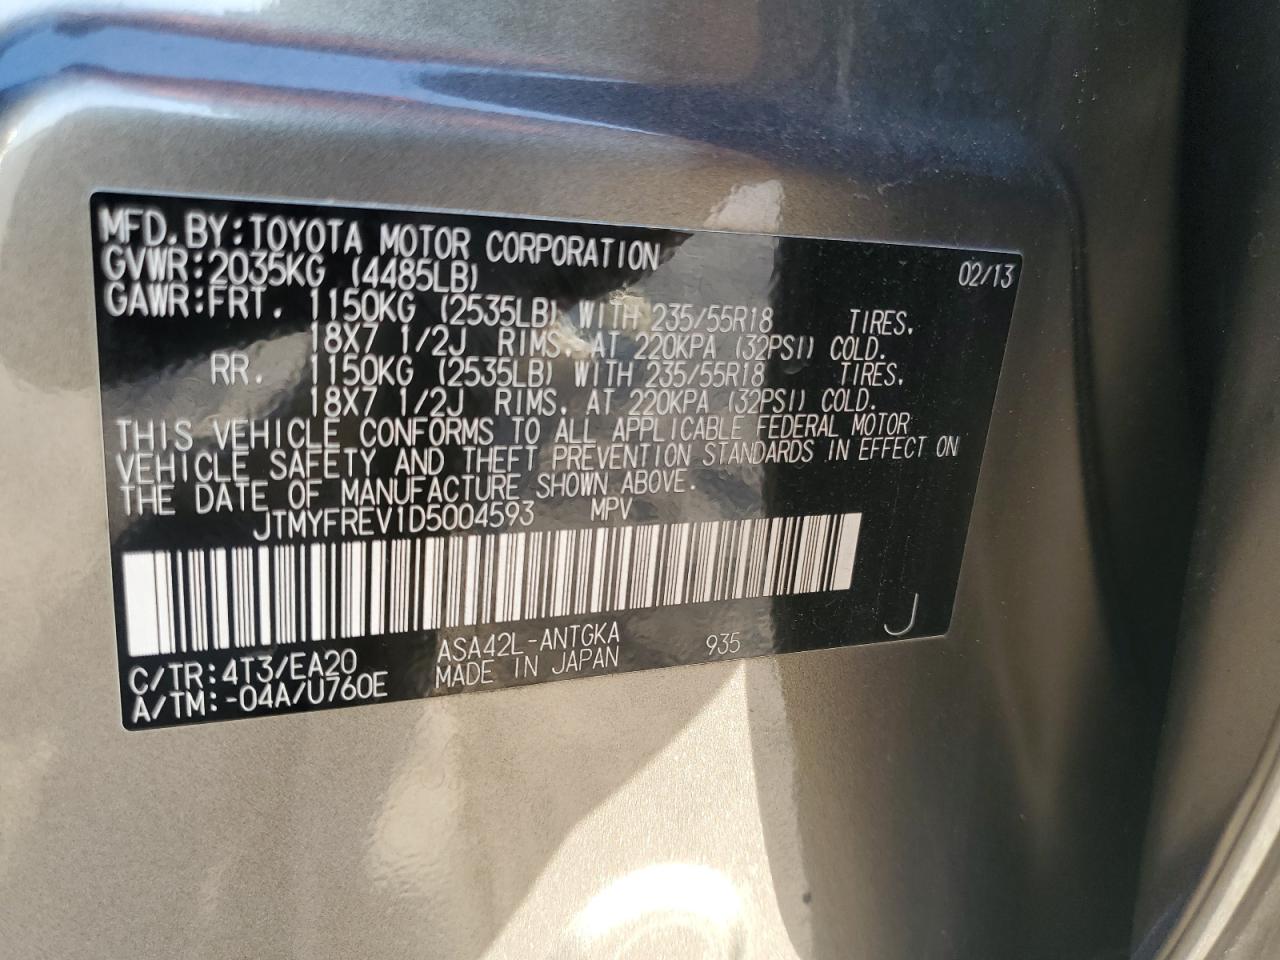 MFD.BY:TOYOTA MOTOR CORPORATION 02/13
GVWR:2035KG (4485LB)
GAWR:FRT. 1150KG (2535LB) WITH 235/55R18 TIRES,
18X7 1/2J RIMS, AT 220KPA (32PSI) COLD.
RR. 1150KG (2535LB) WITH 235/55R18 TIRES,
18X7 1/2J RIMS, AT 220KPA (32PSI) COLD.
THIS VEHICLE CONFORMS TO ALL APPLICABLE FEDERAL MOTOR
VEHICLE SAFETY AND THEFT PREVENTION STANDARDS IN EFFECT ON
THE DATE OF MANUFACTURE SHOWN ABOVE.
JTMYFREV1D5004593 MPV
C/TR:4T3/EA20 ASA42L-ANTGKA 935 J
A/TM:-04A/U760E MADE IN JAPAN